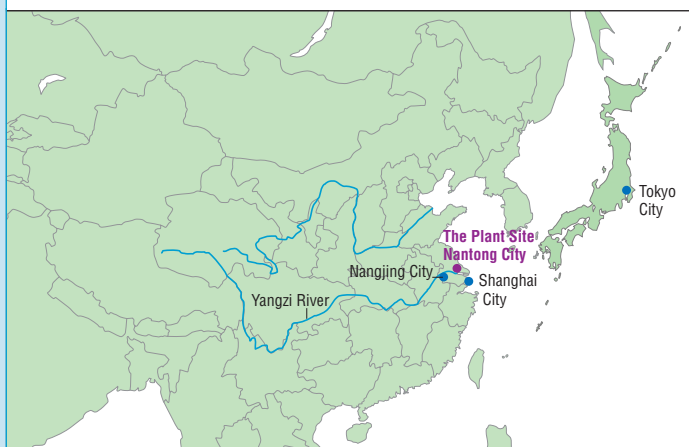 Tokyo
City
The Plant Site
Nantong City
Nangjing City
Shanghai
City
Yangzi River